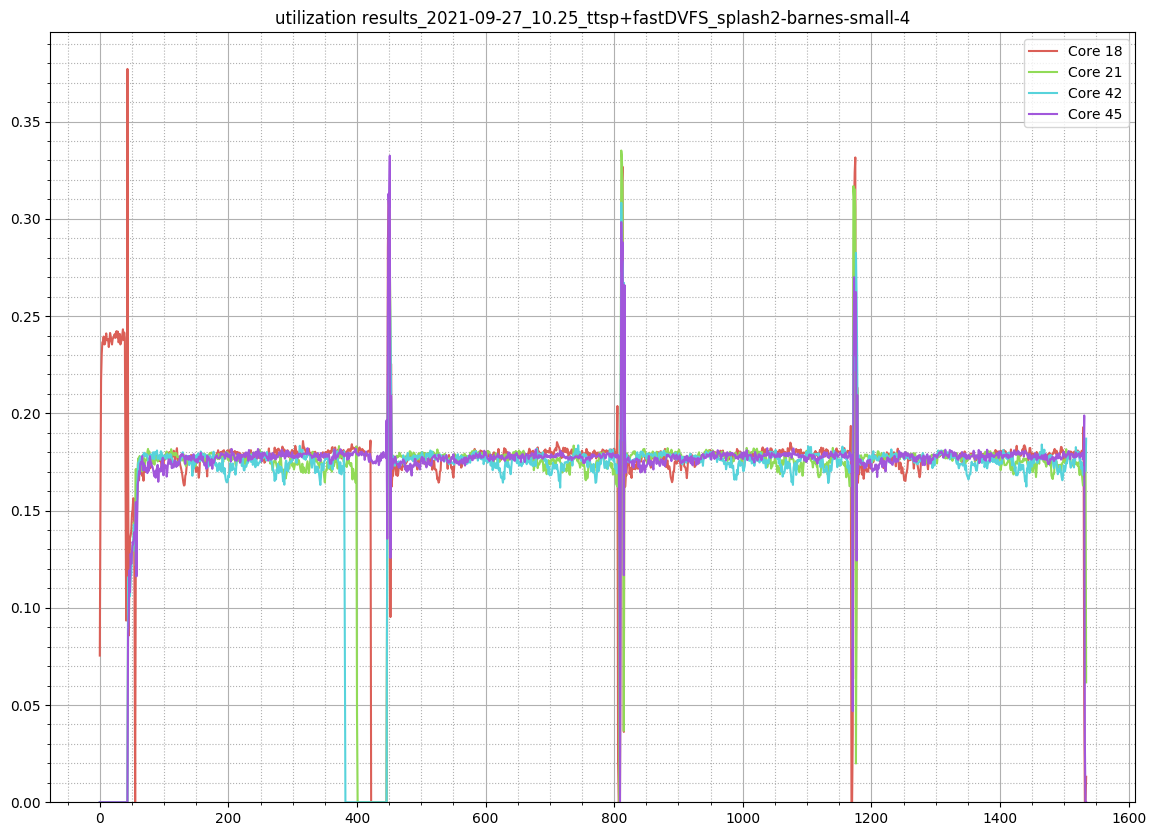 utilization results_2021-09-27_10.25_ttsp+fastDVFS_splash2-barnes-small-4
Core 18
Core 21
Core 42
Core 45
0.35
0.30
0.25
0.20
0.15
0.10
0.05
0.00
0 200 400 600 800 1000 1200 1400 1600